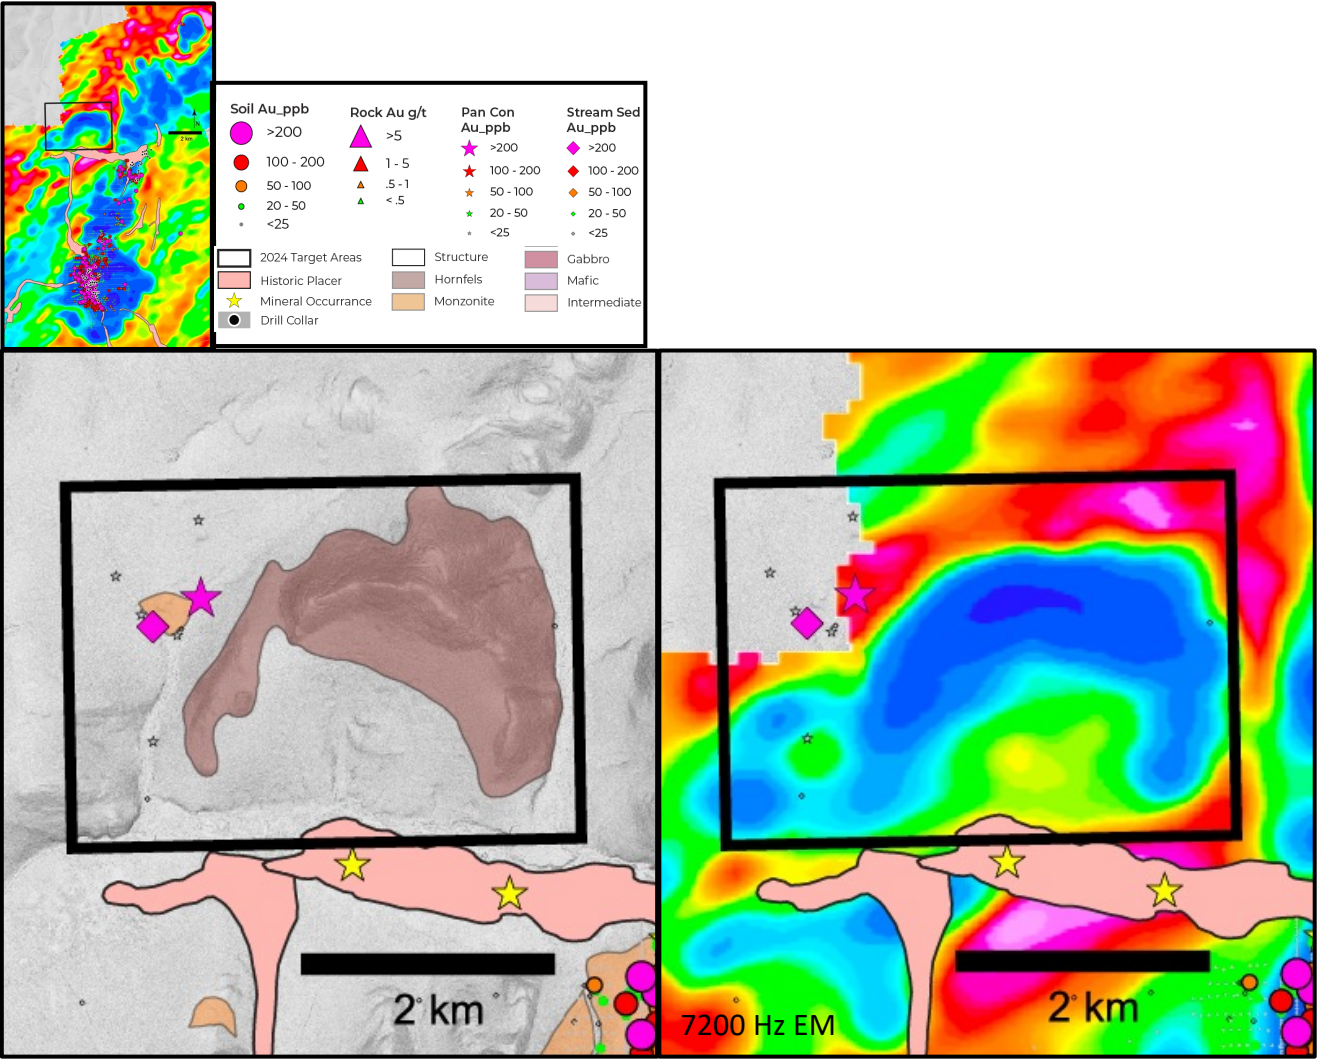 N
2 km
Soil Au_ppb
>200
100 - 200
50 - 100
20 - 50
<25
Rock Au g/t
>5
1 - 5
.5 - 1
< .5
Pan Con
Au_ppb
>200
100 - 200
50 - 100
20 - 50
<25
Stream Sed
Au_ppb
>200
100 - 200
50 - 100
20 - 50
<25
2024 Target Areas
Historic Placer
Mineral Occurrance
Drill Collar
Structure
Hornfels
Monzonite
Gabbro
Mafic
Intermediate
2 km
2 km
7200 Hz EM